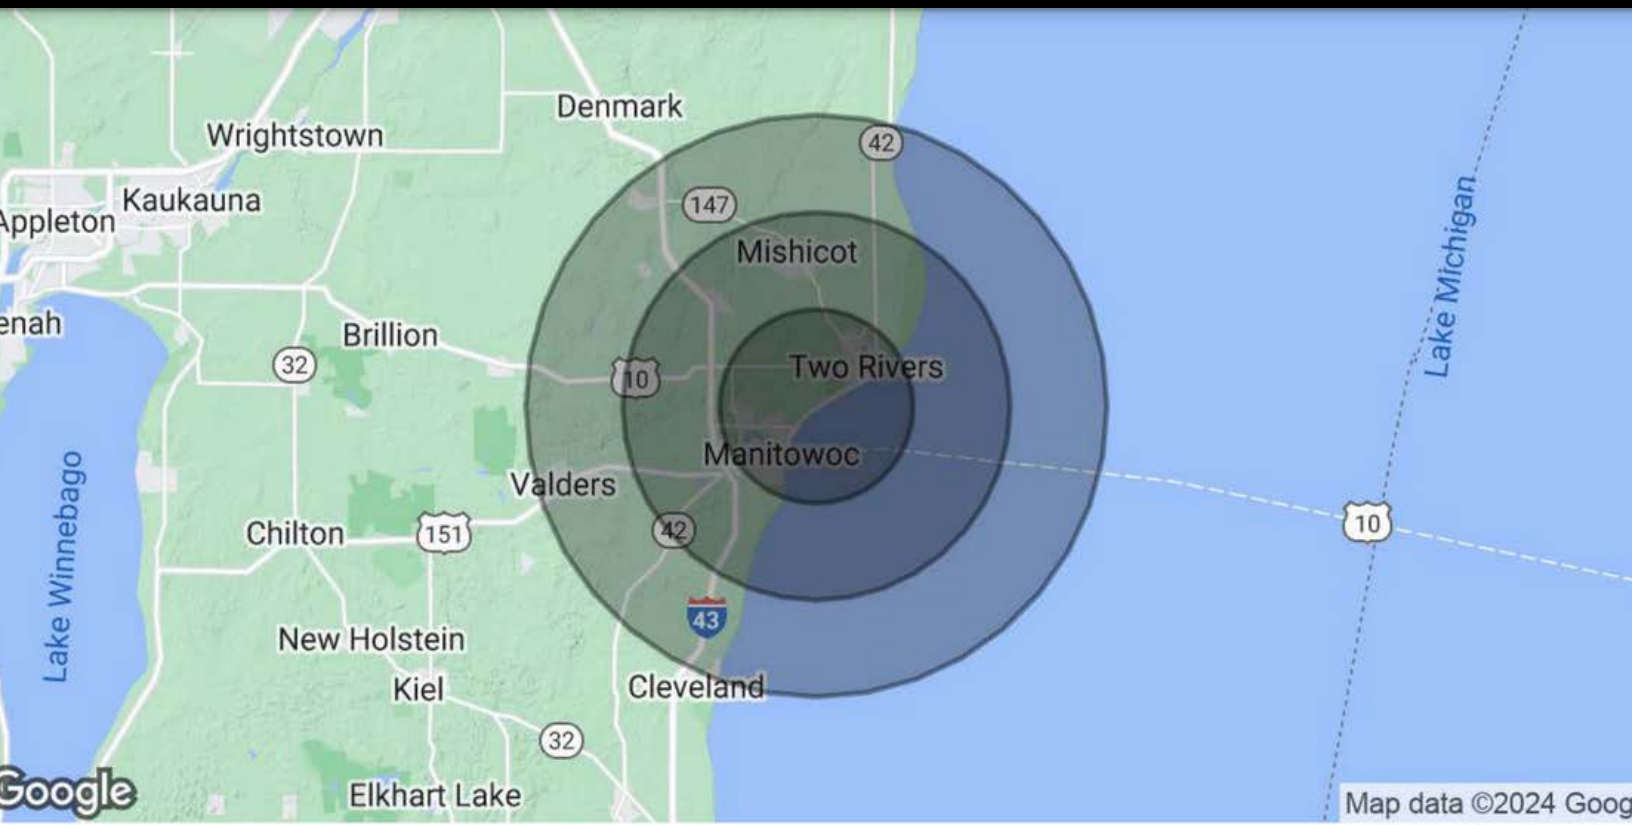 Denmark
Wrightstown
42
Kaukauna
147
Appleton
Mishicot
enah
Brillion
32
10
Two Rivers
Lake Michigan
Manitowoc
Valders
Chilton
151
42
10
Lake Winnebago
43
New Holstein
Kiel
Cleveland
32
Google
Elkhart Lake
Map data ©2024 Goog